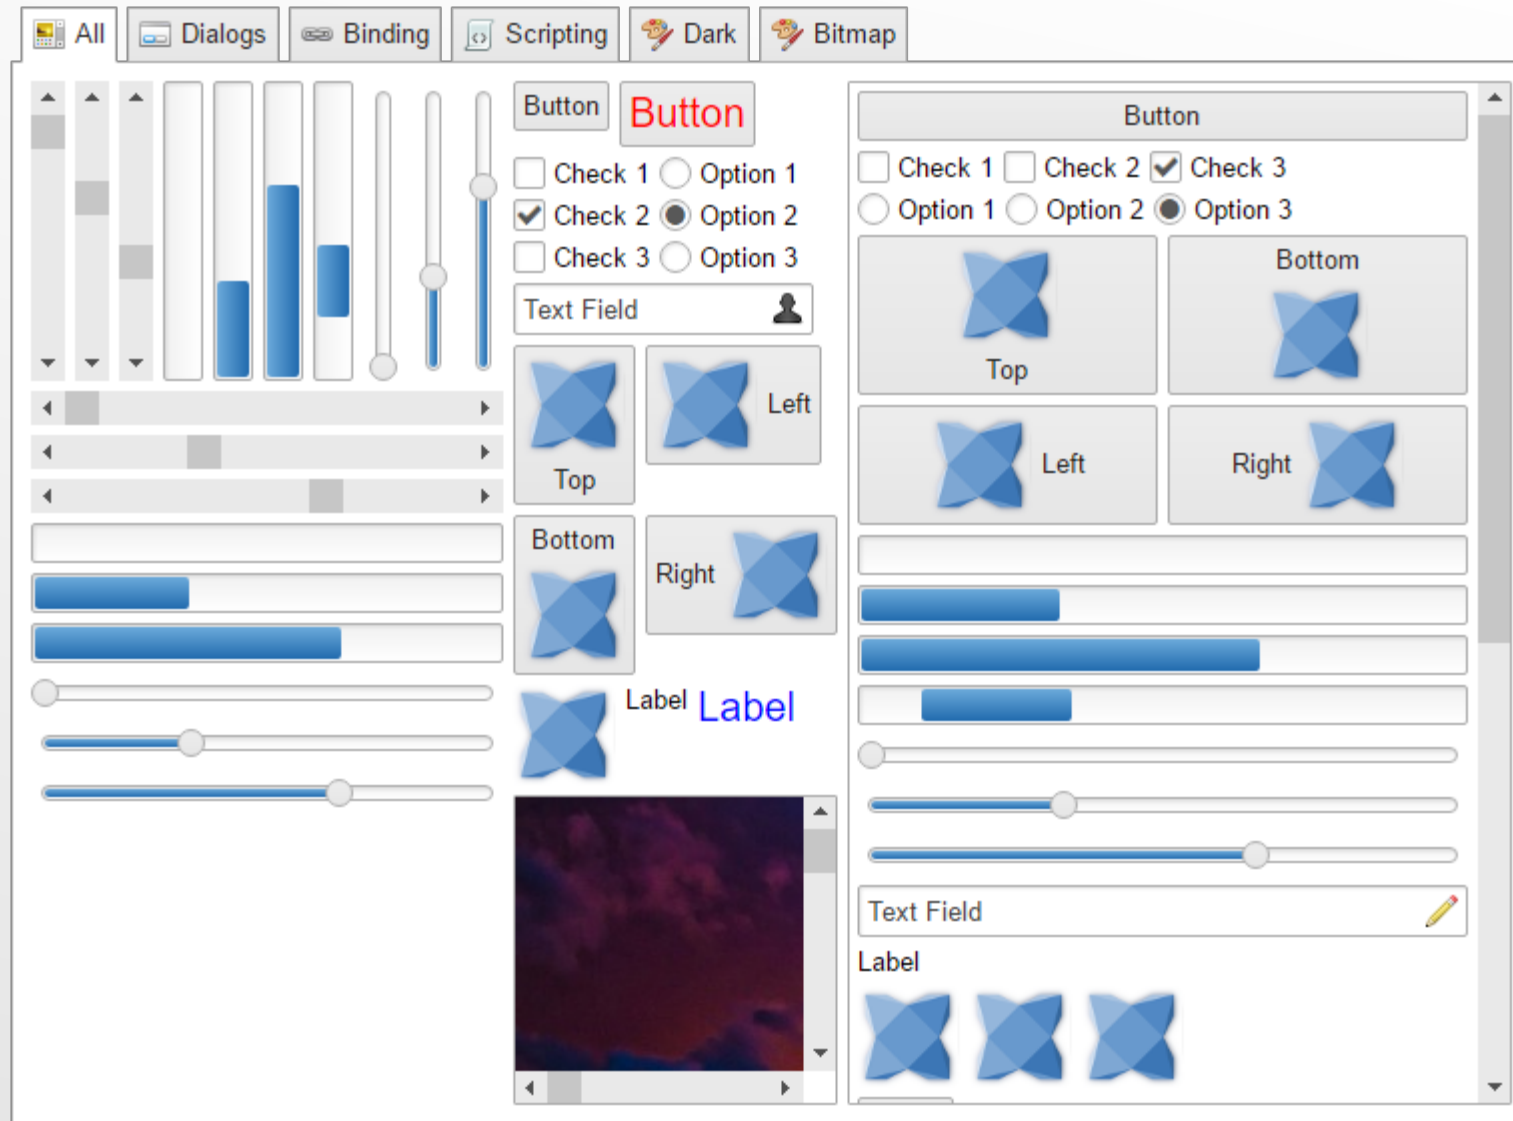 All Dialogs Binding Scripting Dark Bitmap
Button Button
Check 1 Option 1
Check 2 Option 2
Check 3 Option 3
Text Field
Top
Left
Bottom
Right
Label Label
Button
Check 1 Check 2 Check 3
Option 1 Option 2 Option 3
Top
Bottom
Left
Right
Text Field
Label